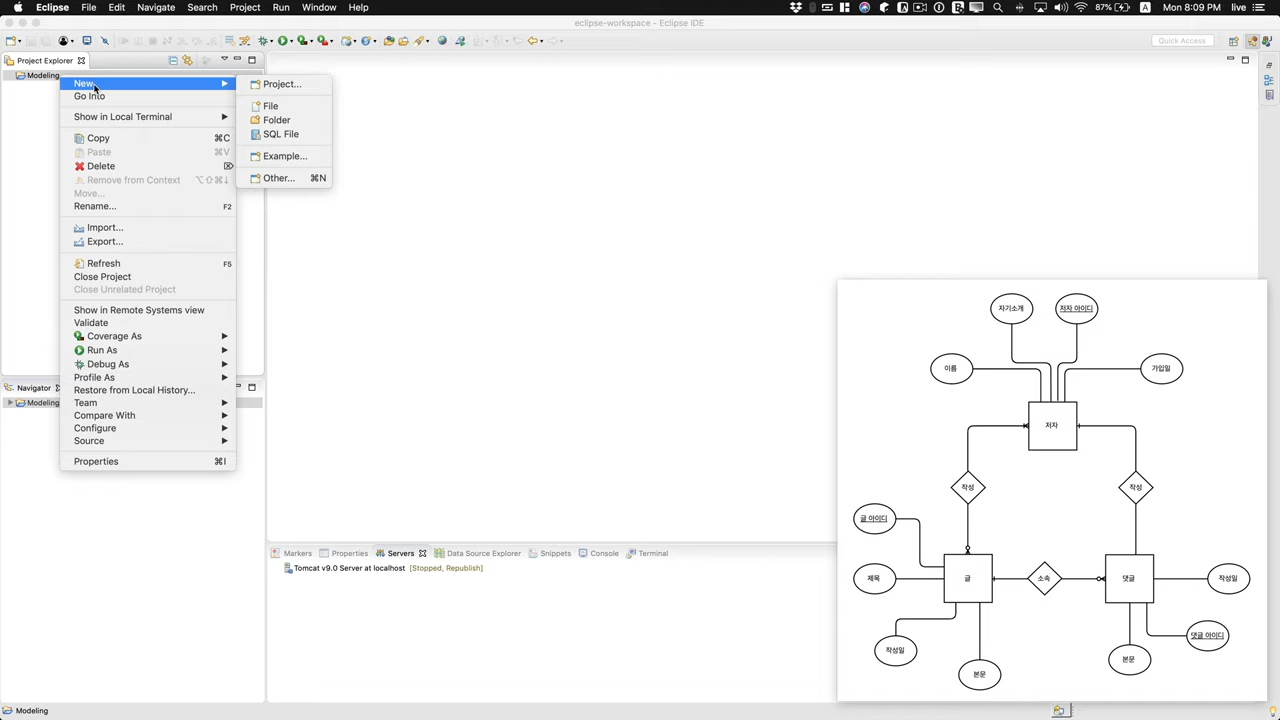 Eclipse File Edit Navigate Search Project Run Window Help
87% Mon 8:09 PM live
eclipse-workspace - Eclipse IDE
Quick Access
Project Explorer
Modeling
New
Go Into
Show in Local Terminal
Copy ⌘C
Paste ⌘V
Delete ⌦
Remove from Context ⌥⇧⌘↓
Move...
Rename... F2
Import...
Export...
Refresh F5
Close Project
Close Unrelated Project
Show in Remote Systems view
Validate
Coverage As
Run As
Debug As
Profile As
Restore from Local History...
Team
Compare With
Configure
Source
Properties ⌘I
Project...
File
Folder
SQL File
Example...
Other... ⌘N
Navigator
Modeling
Markers Properties Servers Data Source Explorer Snippets Console Terminal
Tomcat v9.0 Server at localhost [Stopped, Republish]
자기소개 저자 아이디
이름 가입일
저자
작성 작성
글 아이디
제목 글 소속 댓글 작성일
댓글 아이디
작성일 본문
본문
Modeling